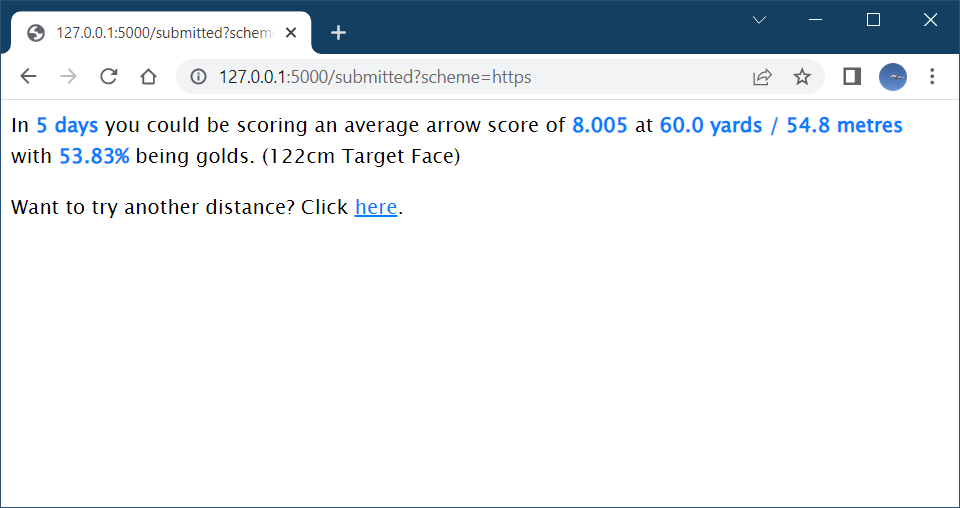 127.0.0.1:5000/submitted?schem
127.0.0.1:5000/submitted?scheme=https
In 5 days you could be scoring an average arrow score of 8.005 at 60.0 yards / 54.8 metres
with 53.83% being golds. (122cm Target Face)
Want to try another distance? Click here.